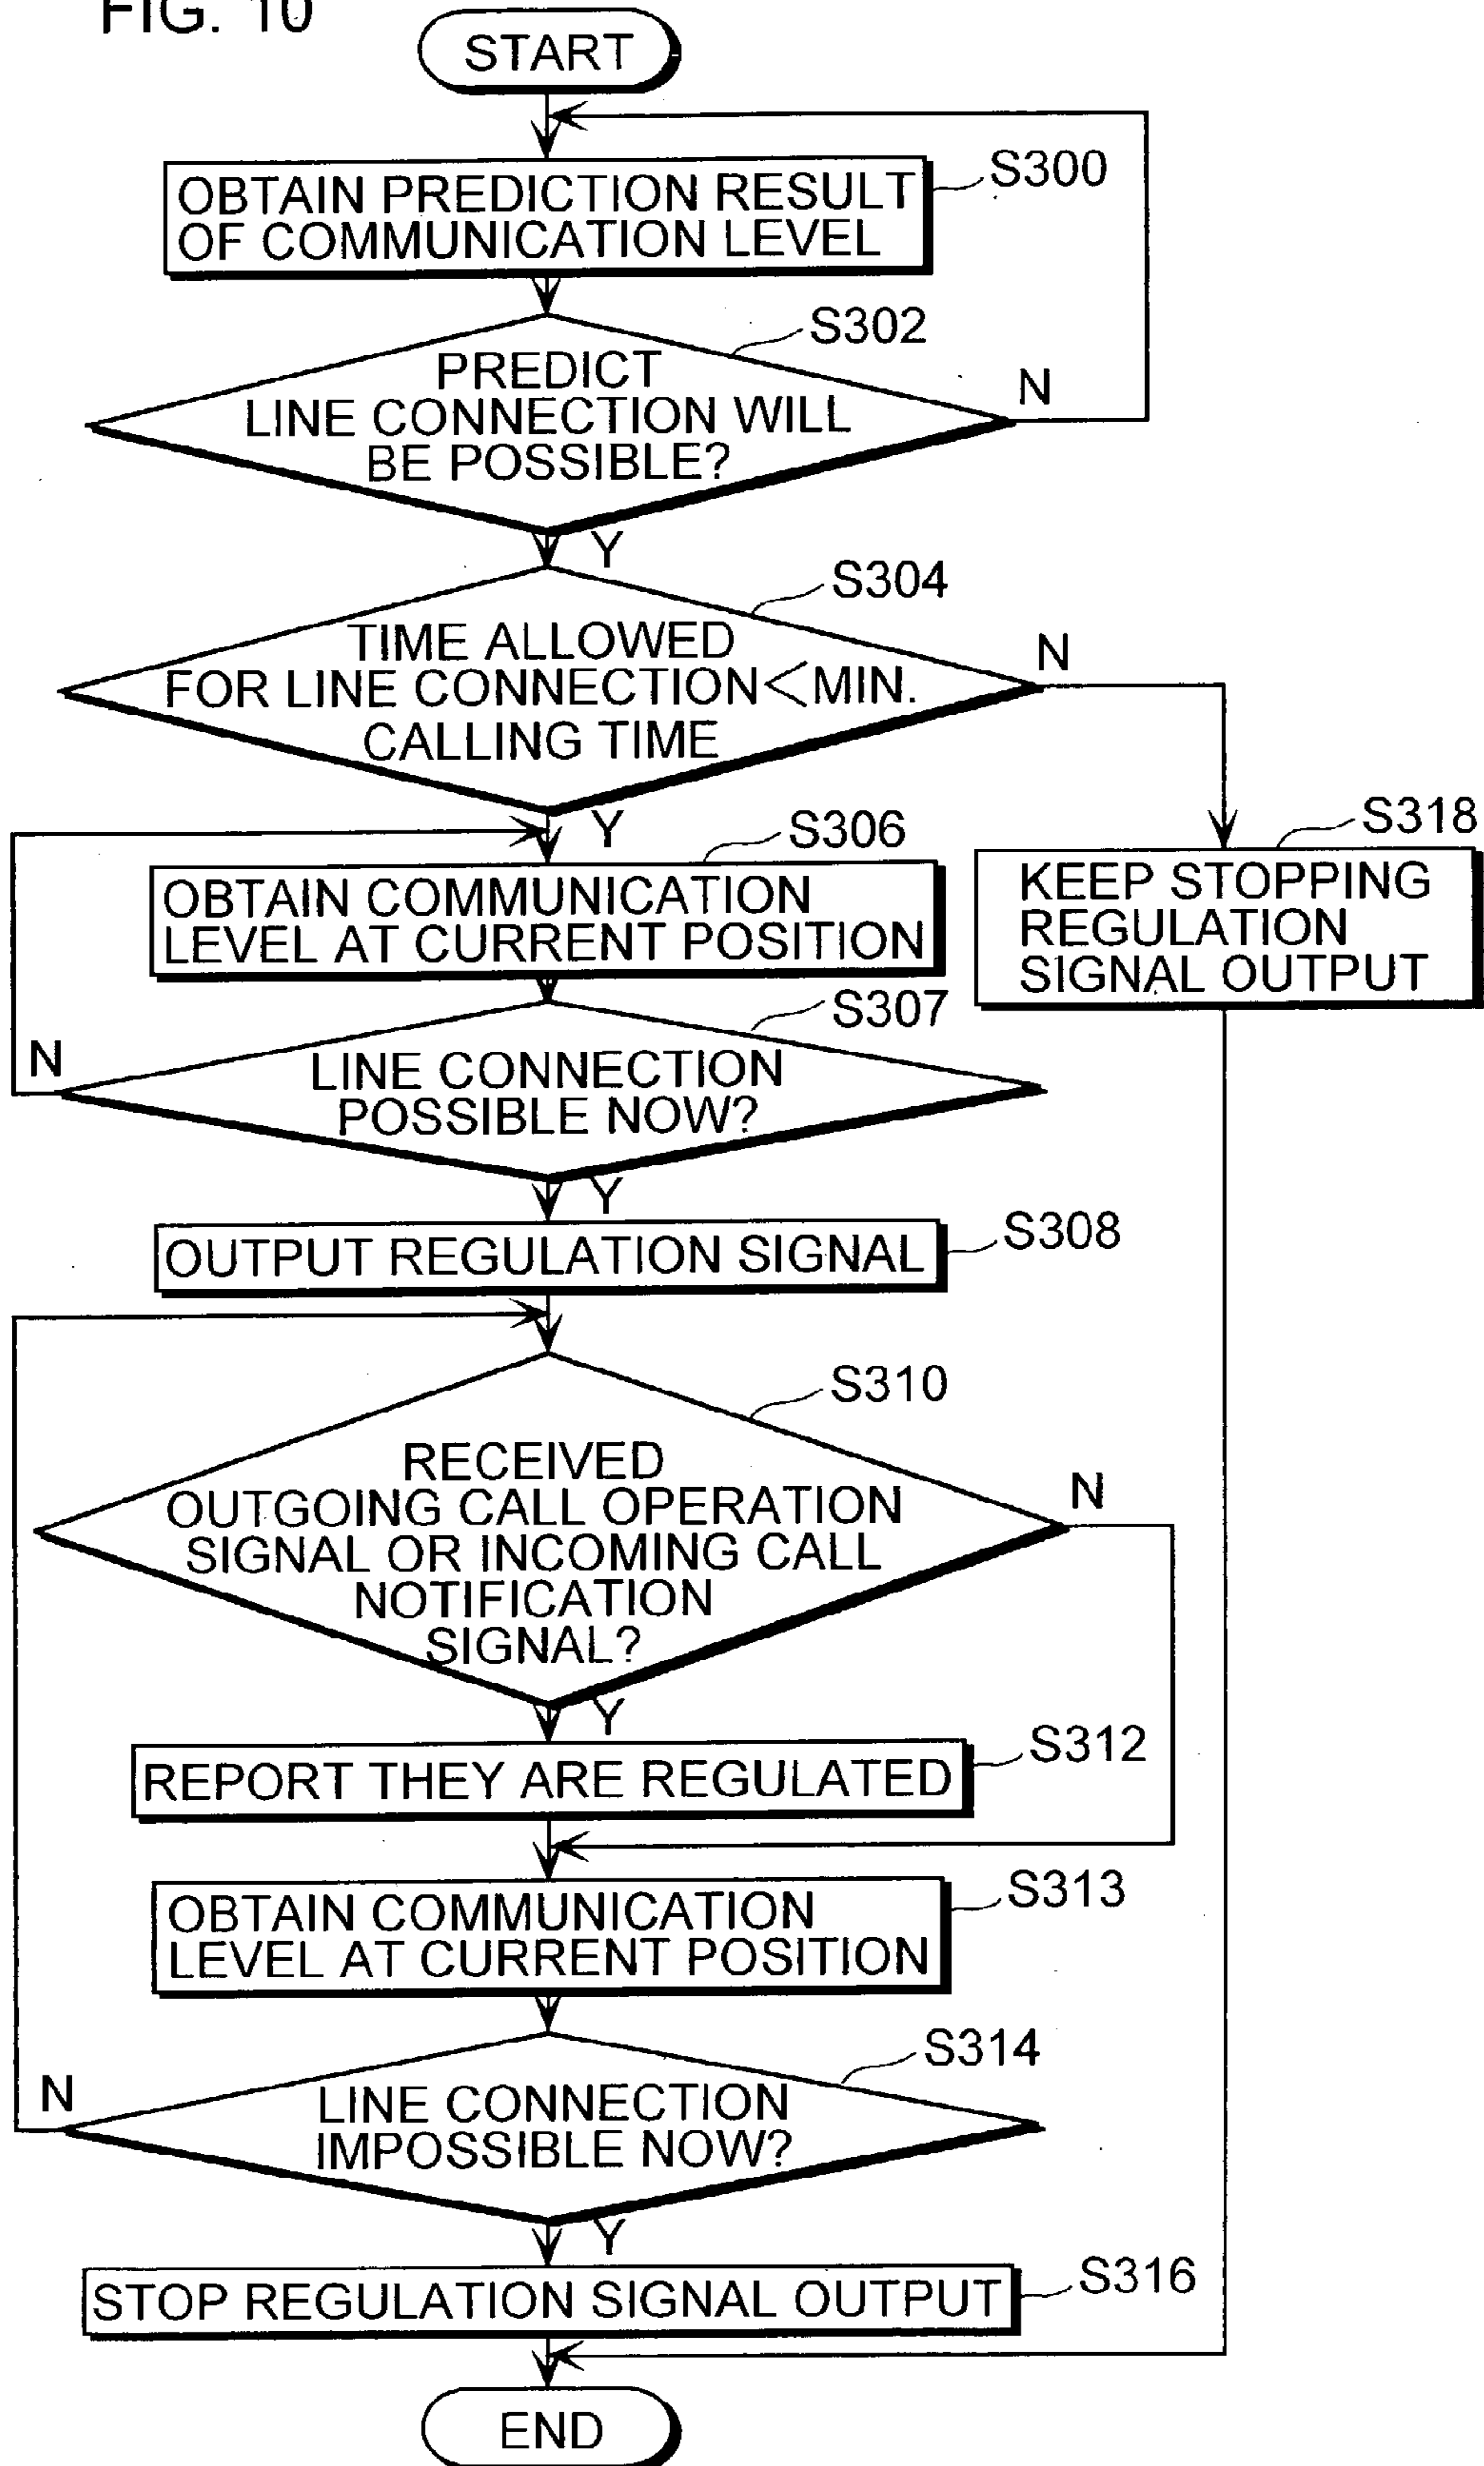 FIG. 10
START
OBTAIN PREDICTION RESULT
OF COMMUNICATION LEVEL
S300
S302
PREDICT
LINE CONNECTION WILL
BE POSSIBLE?
N
Y
S304
TIME ALLOWED
FOR LINE CONNECTION<MIN.
CALLING TIME
N
Y
S306
OBTAIN COMMUNICATION
LEVEL AT CURRENT POSITION
S318
KEEP STOPPING
REGULATION
SIGNAL OUTPUT
S307
N
LINE CONNECTION
POSSIBLE NOW?
Y
OUTPUT REGULATION SIGNAL
S308
S310
RECEIVED
OUTGOING CALL OPERATION
SIGNAL OR INCOMING CALL
NOTIFICATION
SIGNAL?
N
Y
REPORT THEY ARE REGULATED
S312
OBTAIN COMMUNICATION
LEVEL AT CURRENT POSITION
S313
S314
N
LINE CONNECTION
IMPOSSIBLE NOW?
Y
STOP REGULATION SIGNAL OUTPUT
S316
END